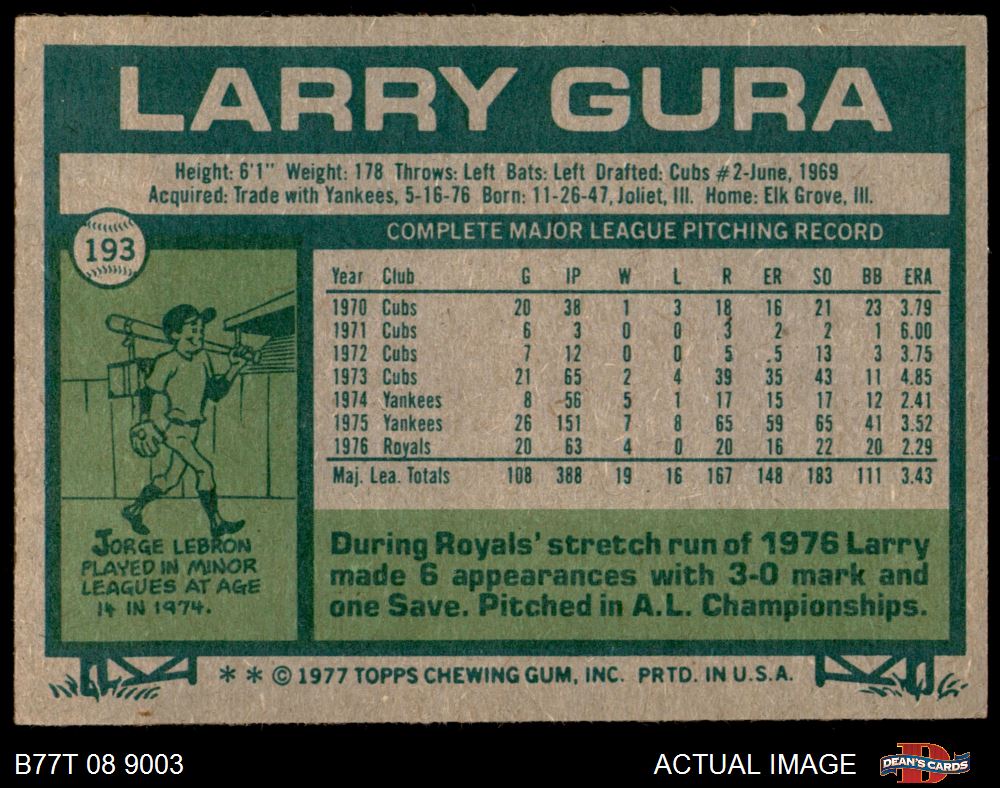 LARRY GURA
Height: 6'1" Weight: 178 Throws: Left Bats: Left Drafted: Cubs #2-June, 1969
Acquired: Trade with Yankees, 5-16-76 Born: 11-26-47, Joliet, Ill. Home: Elk Grove, Ill.
193
COMPLETE MAJOR LEAGUE PITCHING RECORD
Year Club G IP W L R ER SO BB ERA
1970 Cubs 20 38 1 3 18 16 21 23 3.79
1971 Cubs 6 3 0 0 3 2 2 1 6.00
1972 Cubs 7 12 0 0 5 5 13 3 3.75
1973 Cubs 21 65 2 4 39 35 43 11 4.85
1974 Yankees 8 56 5 1 17 15 17 12 2.41
1975 Yankees 26 151 7 8 65 59 65 41 3.52
1976 Royals 20 63 4 0 20 16 22 20 2.29
Maj. Lea. Totals 108 388 19 16 167 148 183 111 3.43
JORGE LEBRON
PLAYED IN MINOR
LEAGUES AT AGE
14 IN 1974.
During Royals' stretch run of 1976 Larry
made 6 appearances with 3-0 mark and
one Save. Pitched in A.L. Championships.
* * © 1977 TOPPS CHEWING GUM, INC. PRTD. IN U.S.A.
B77T 08 9003
ACTUAL IMAGE
D
DEAN'S CARDS